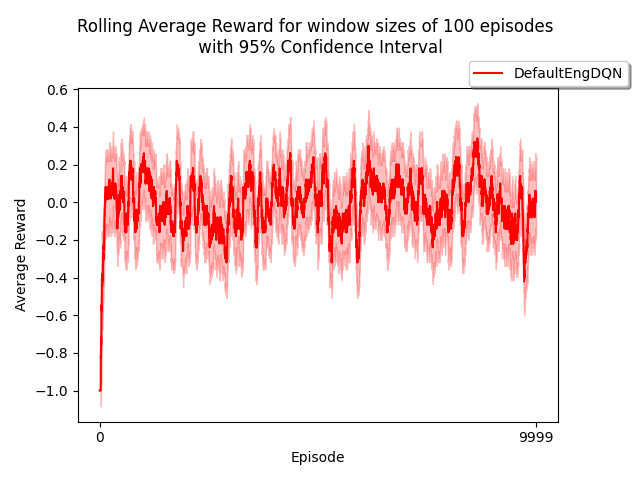 Rolling Average Reward for window sizes of 100 episodes
with 95% Confidence Interval
DefaultEngDQN
0.6
0.4
0.2
0.0
−0.2
−0.4
−0.6
−0.8
−1.0
Average Reward
0
9999
Episode